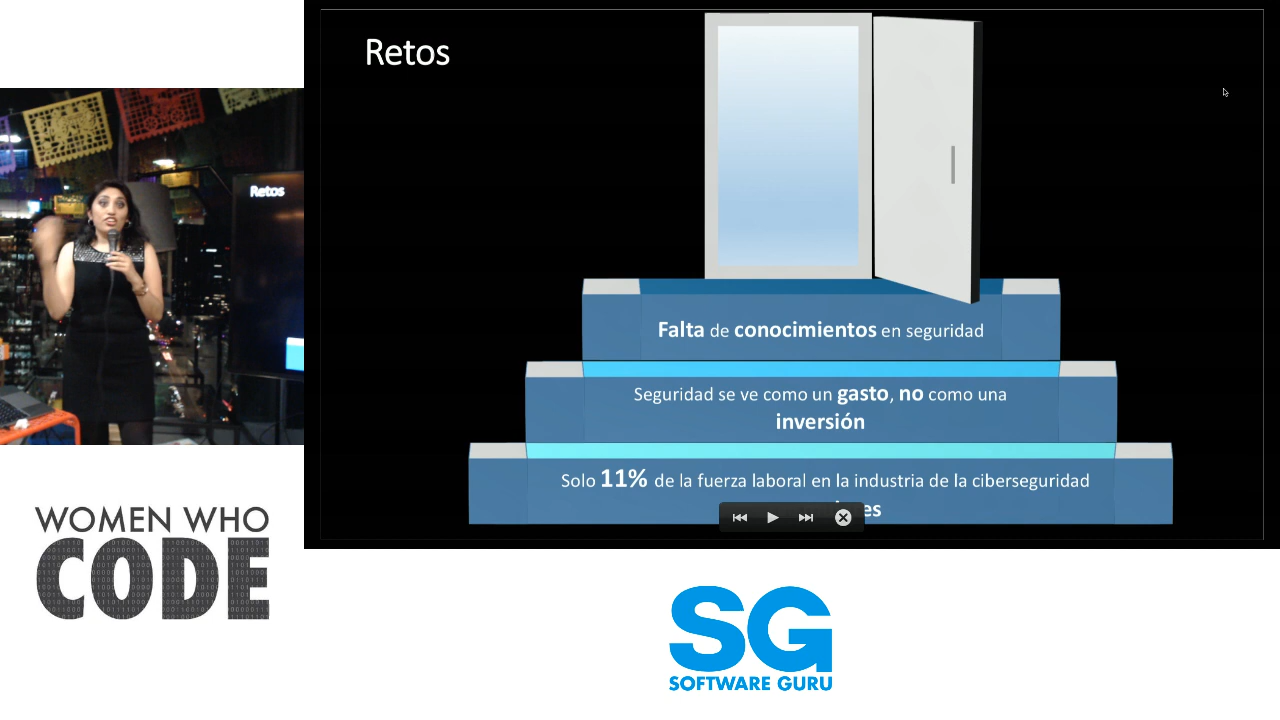 Retos
Retos
Falta de conocimientos en seguridad
Seguridad se ve como un gasto, no como una
inversión
Solo 11% de la fuerza laboral en la industria de la ciberseguridad
WOMEN WHO
CODE
SG
SOFTWARE GURU